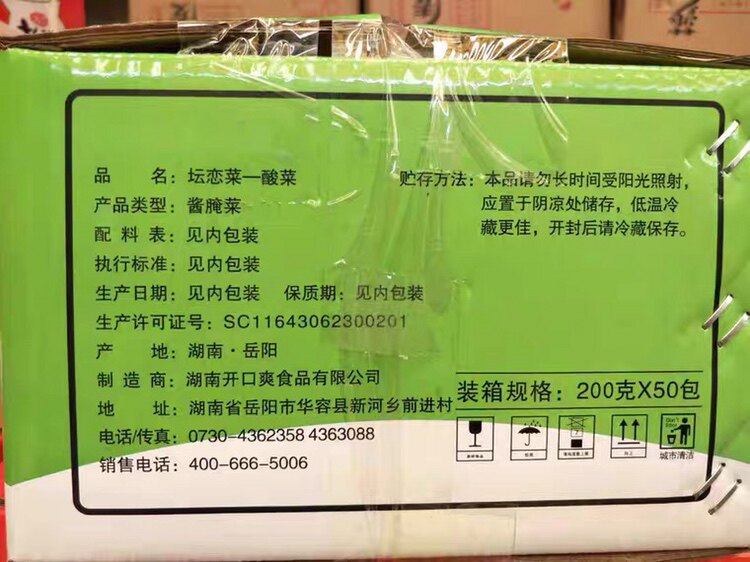 品 名：坛恋菜—酸菜
产品类型：酱腌菜
配 料 表：见内包装
执行标准：见内包装
生产日期：见内包装 保质期：见内包装
生产许可证号：SC11643062300201
产 地：湖南·岳阳
制 造 商：湖南开口爽食品有限公司
地 址：湖南省岳阳市华容县新河乡前进村
电话/传真：0730-4362358 4363088
销售电话：400-666-5006
贮存方法：本品请勿长时间受阳光照射，
应置于阴凉处储存，低温冷
藏更佳，开封后请冷藏保存。
装箱规格：200克X50包
城市清洁